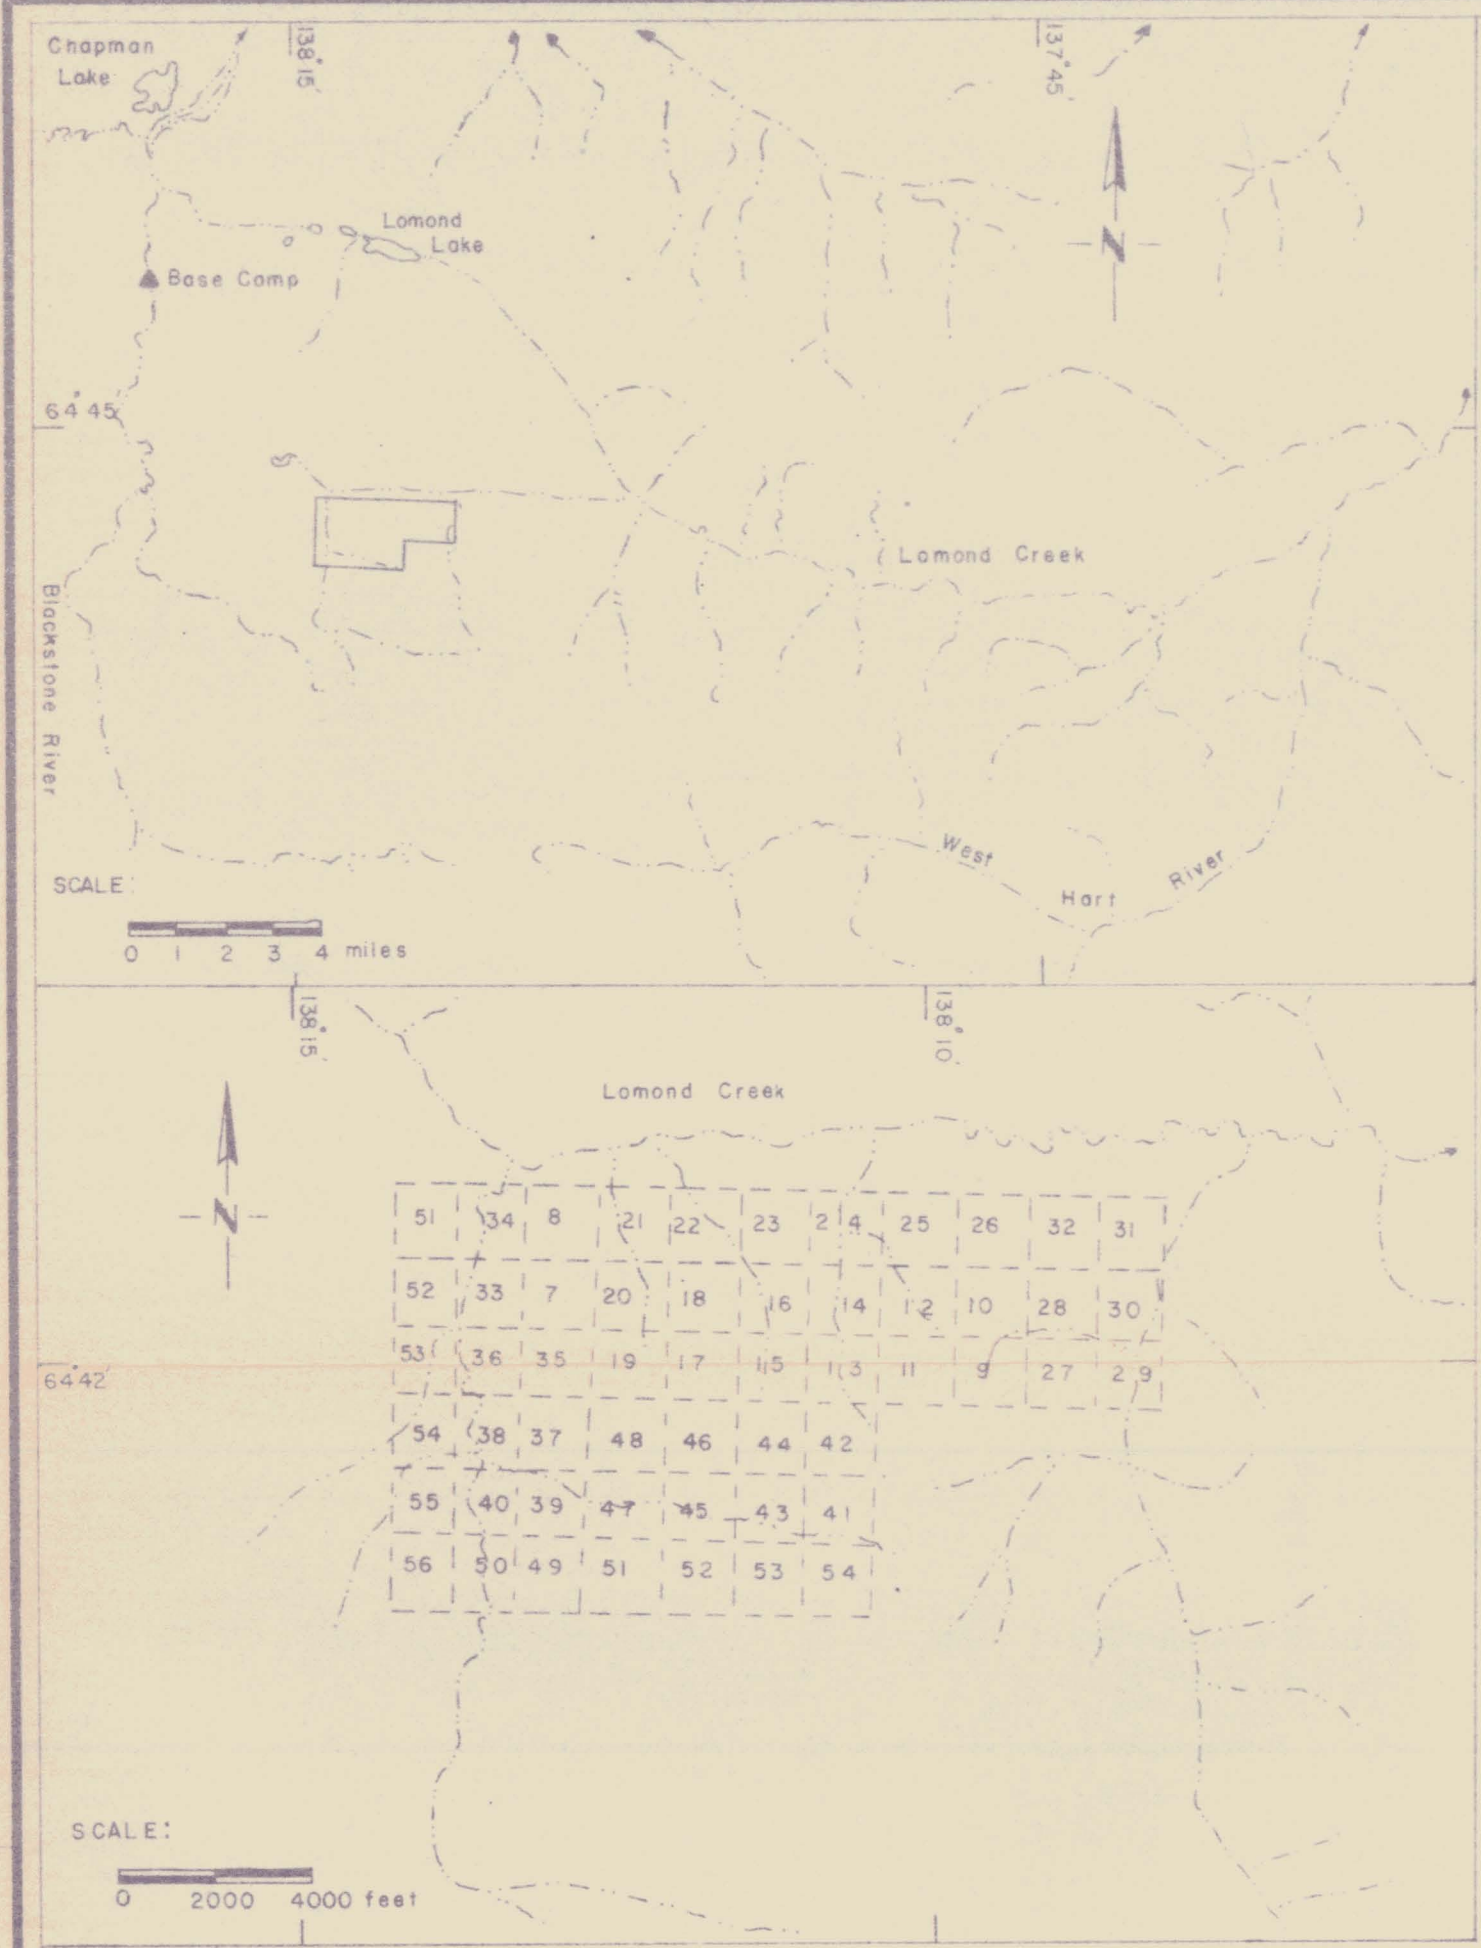 Chapman
Lake
138° 15'
137° 45'
N
Lomond
Lake
Base Camp
64° 45'
Lomond Creek
Blackstone River
West
Hart
River
SCALE:
0 1 2 3 4 miles
138° 15'
138° 10'
Lomond Creek
N
51 34 8 21 22 23 24 25 26 32 31
52 33 7 20 18 16 14 12 10 28 30
53 36 35 19 17 15 13 11 9 27 29
64° 42'
54 38 37 48 46 44 42
55 40 39 47 45 43 41
56 50 49 51 52 53 54
SCALE:
0 2000 4000 feet